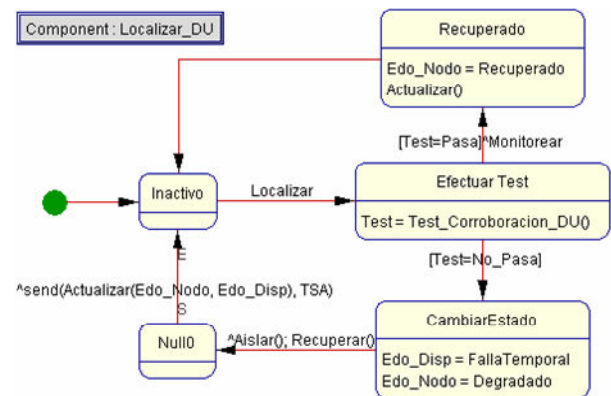 Component : Localizar_DU
Recuperado
Edo_Nodo = Recuperado
Actualizar()
[Test=Pasa]^Monitorear
Inactivo
Localizar
Efectuar Test
Test = Test_Corroboracion_DU()
E
[Test=No_Pasa]
^send(Actualizar(Edo_Nodo, Edo_Disp), TSA)
S
Null0
^Aislar(); Recuperar()
CambiarEstado
Edo_Disp = FallaTemporal
Edo_Nodo = Degradado